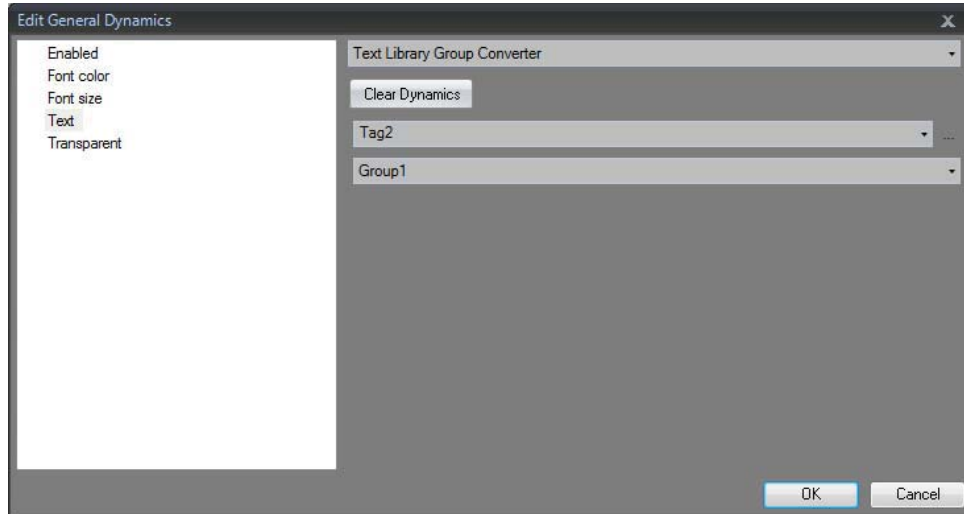 Edit General Dynamics
X
Enabled
Font color
Font size
Text
Transparent
Text Library Group Converter
Clear Dynamics
Tag2
...
Group1
OK
Cancel